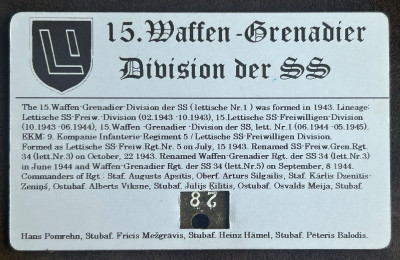 15.Waffen-Grenadier
Division der SS
The 15.Waffen-Grenadier Division der SS ( lettische Nr.1 ) was formed in 1943. Lineage:
Lettische SS-Freiw.-Division (02.1943 -10.1943), 15.Lettische SS-Freiwilligen-Division
(10.1943 -06.1944), 15.Waffen-Grenadier -Division der SS, lett. Nr.1 (06.1944 -05.1945).
EKM: 9. Kompanie Infanterie-Regiment 5 / Lettische SS-Freiwilligen Division.
Formed as Lettische SS-Freiw.Rgt.Nr. 5 on July, 15 1943. Renamed SS-Freiw.Gren.Rgt.
34 (lett.Nr.3) on October, 22 1943. Renamed Waffen-Grenadier Rgt. der SS 34 (lett.Nr.3)
in June 1944 and Waffen-Grenadier Rgt. der SS 34 (lett.Nr.5) on September, 8 1944.
Commanders of Rgt.: Staf. Augusts Apsītis, Oberf. Arturs Silgailis, Staf. Kārlis Dzenītis-
Zeniņš, Ostubaf. Alberts Vīksne, Stubaf. Jūlijs Ķīlītis, Ostubaf. Osvalds Meija, Stubaf.
28
Hans Pomrehn, Stubaf. Fricis Mežgrāvis, Stubaf. Heinz Hämel, Stubaf. Pēteris Balodis.